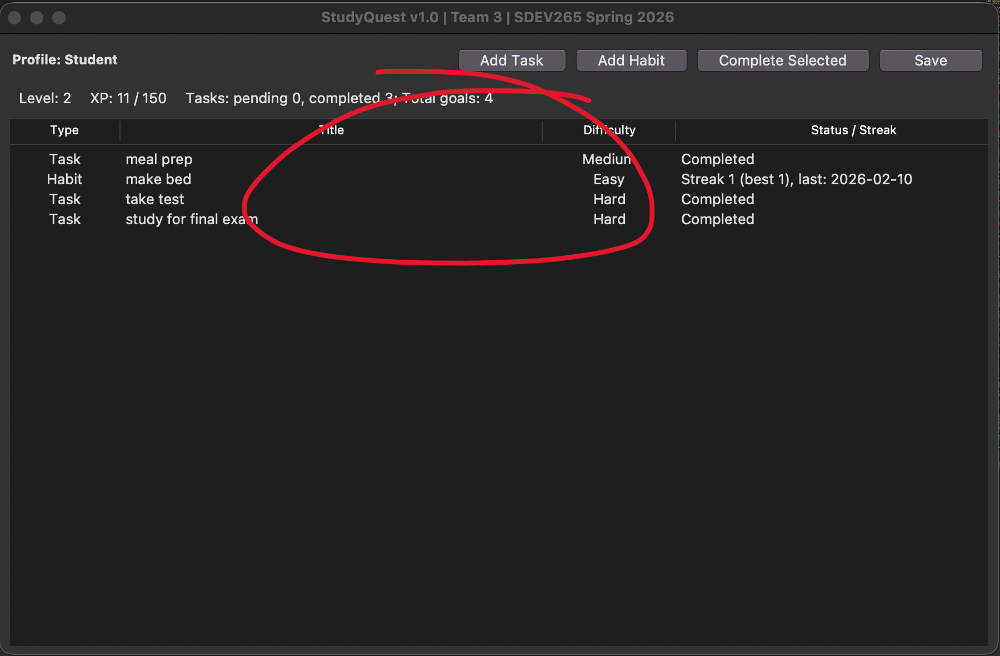 StudyQuest v1.0 | Team 3 | SDEV265 Spring 2026
Profile: Student
Add Task
Add Habit
Complete Selected
Save
Level: 2 XP: 11 / 150 Tasks: pending 0, completed 3; Total goals: 4
Type Title Difficulty Status / Streak
Task meal prep Medium Completed
Habit make bed Easy Streak 1 (best 1), last: 2026-02-10
Task take test Hard Completed
Task study for final exam Hard Completed